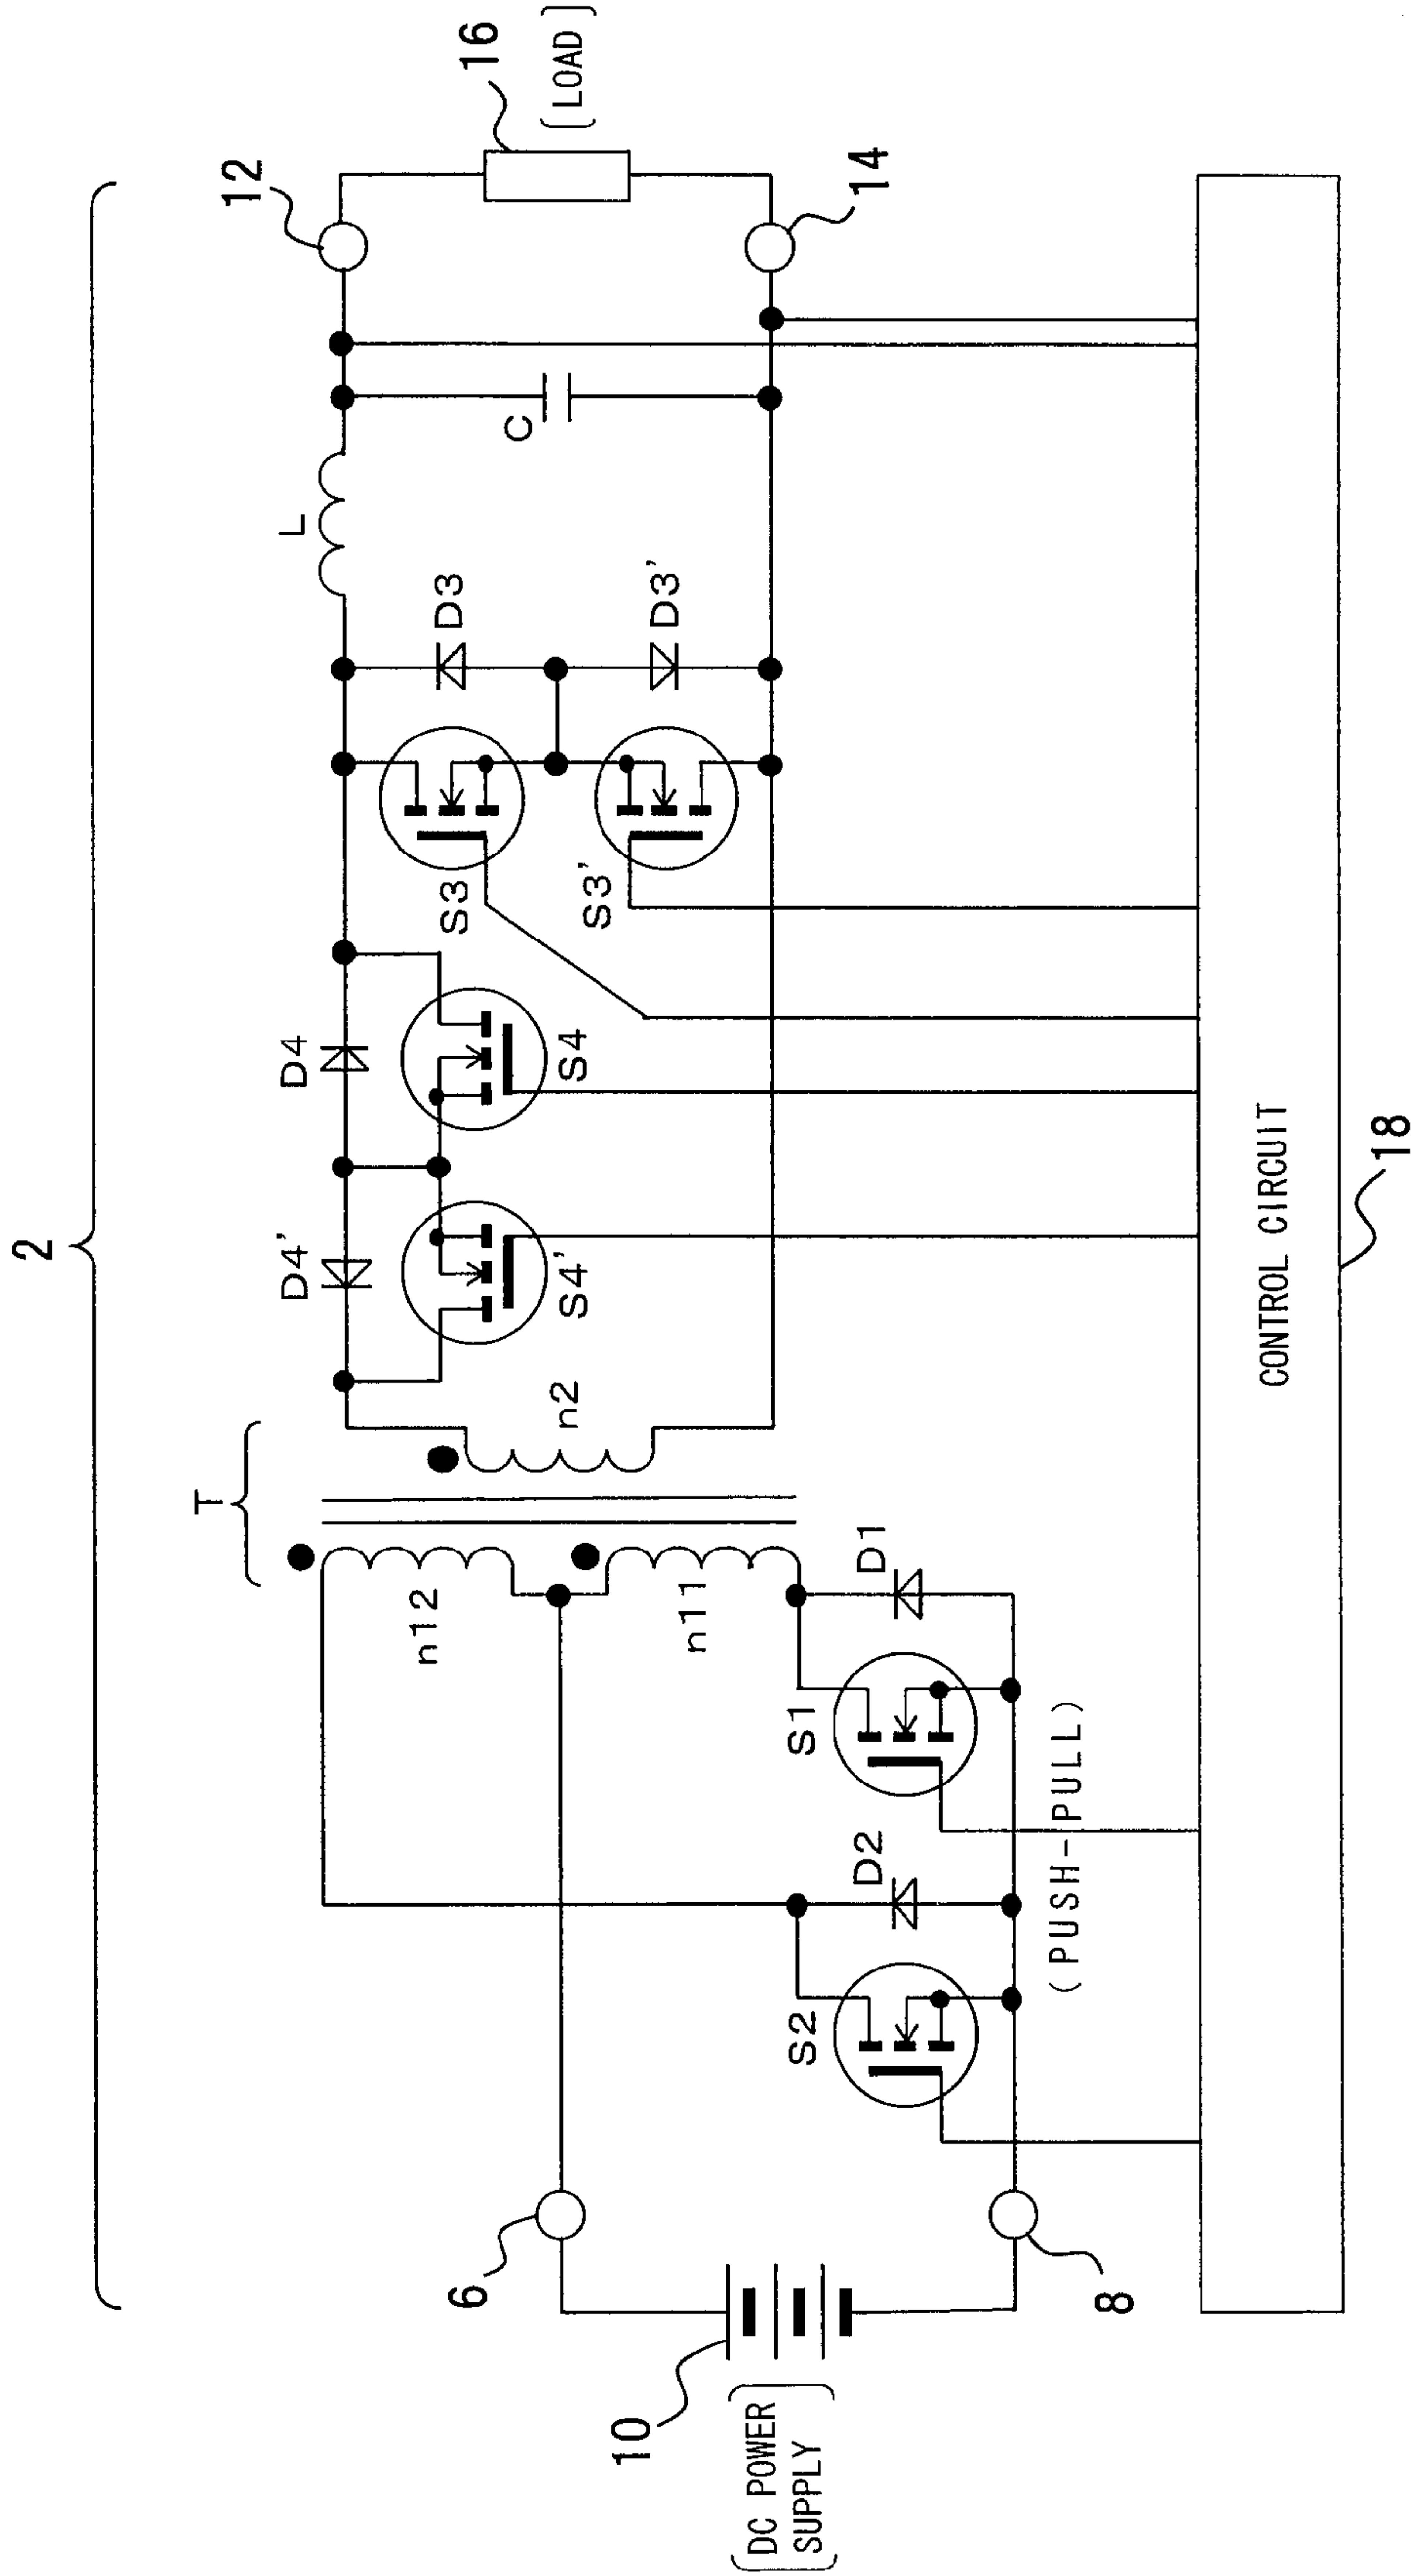 2
T
12
16
[LOAD]
14
L
C
D3
D3'
S3
S3'
D4
D4'
S4
S4'
n2
n12
n11
D1
S1
D2
S2
(PUSH-PULL)
6
8
10
[DC POWER
SUPPLY]
CONTROL CIRCUIT
18